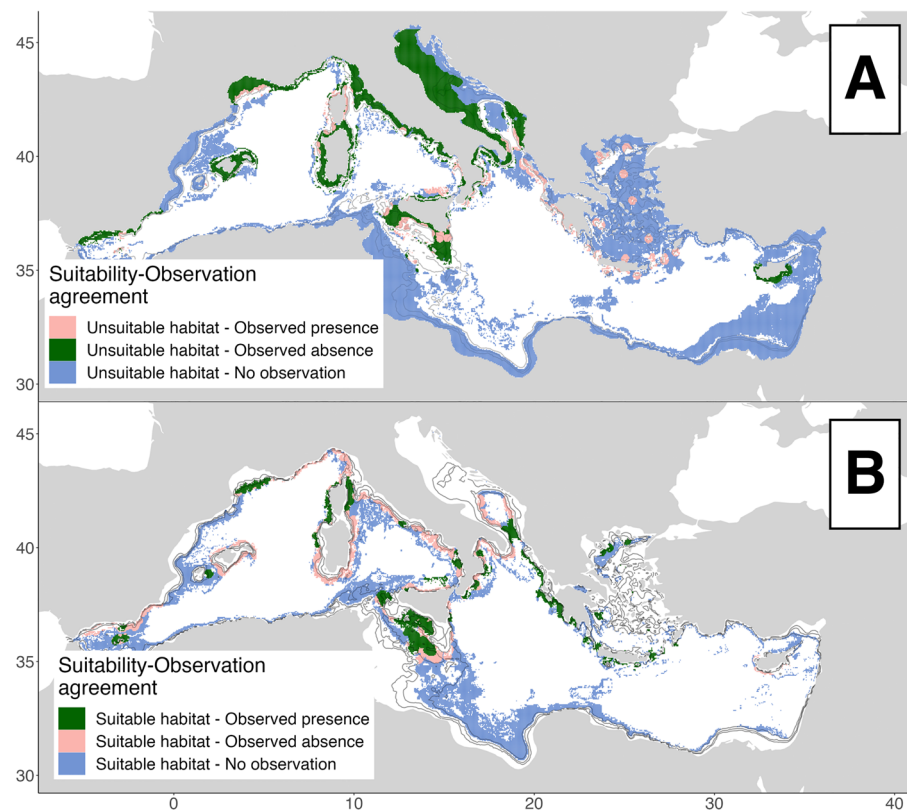 45
A
40
35
Suitability-Observation
agreement
Unsuitable habitat - Observed presence
Unsuitable habitat - Observed absence
Unsuitable habitat - No observation
30
45
B
40
35
Suitability-Observation
agreement
Suitable habitat - Observed presence
Suitable habitat - Observed absence
Suitable habitat - No observation
30
0 10 20 30 40